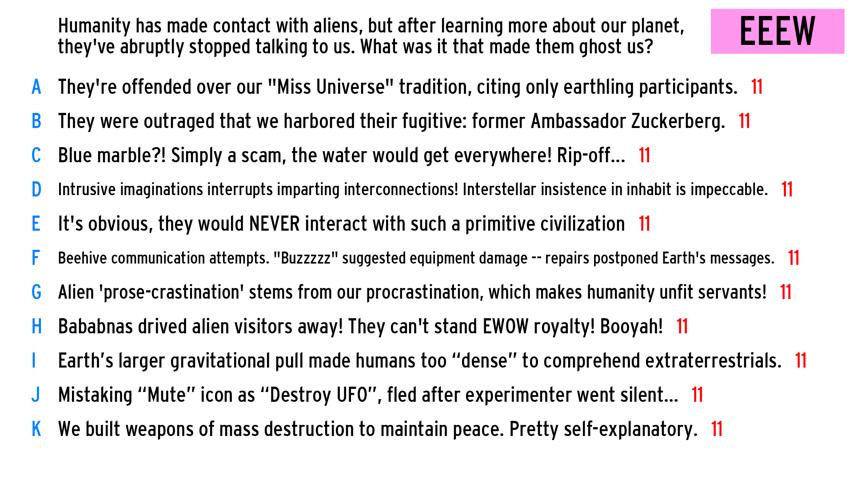 Humanity has made contact with aliens, but after learning more about our planet,
they've abruptly stopped talking to us. What was it that made them ghost us?
EEEW
A They're offended over our "Miss Universe" tradition, citing only earthling participants. 11
B They were outraged that we harbored their fugitive: former Ambassador Zuckerberg. 11
C Blue marble?! Simply a scam, the water would get everywhere! Rip-off... 11
D Intrusive imaginations interrupts imparting interconnections! Interstellar insistence in inhabit is impeccable. 11
E It's obvious, they would NEVER interact with such a primitive civilization 11
F Beehive communication attempts. "Buzzzzz" suggested equipment damage -- repairs postponed Earth's messages. 11
G Alien 'prose-crastination' stems from our procrastination, which makes humanity unfit servants! 11
H Bababnas drived alien visitors away! They can't stand EWOW royalty! Booyah! 11
I Earth’s larger gravitational pull made humans too “dense” to comprehend extraterrestrials. 11
J Mistaking “Mute” icon as “Destroy UFO”, fled after experimenter went silent... 11
K We built weapons of mass destruction to maintain peace. Pretty self-explanatory. 11